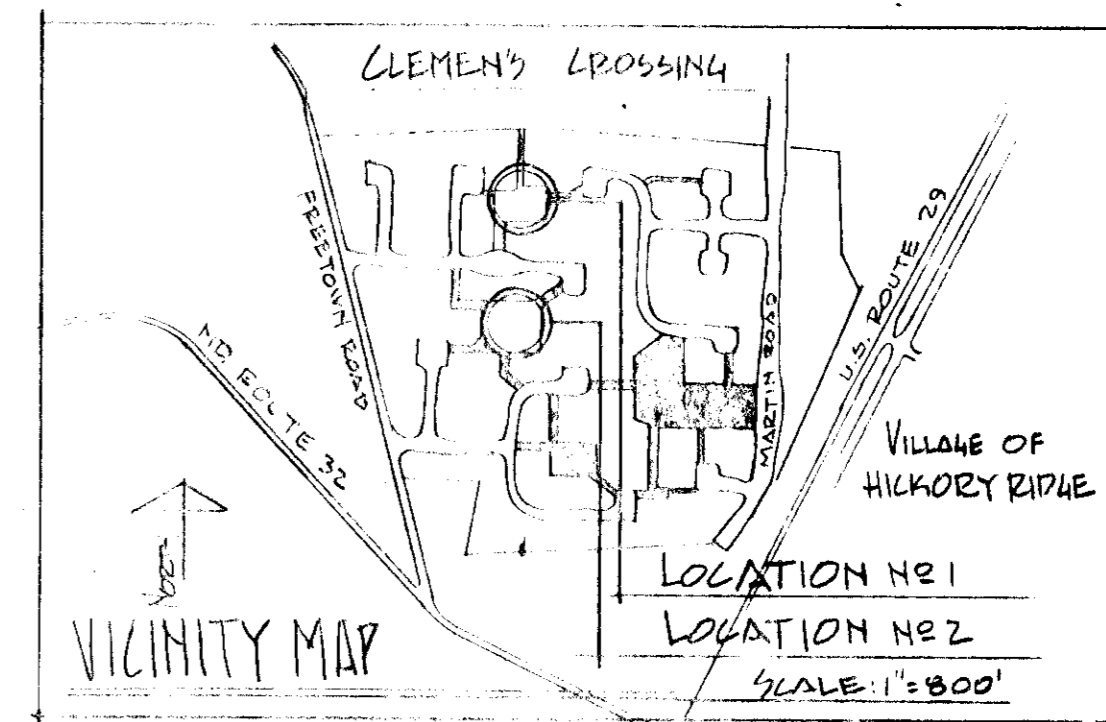 CLEMEN'S CROSSING
FREETOWN ROAD
MD. ROUTE 32
MARTIN ROAD
U.S. ROUTE 29
VILLAGE OF
HICKORY RIDGE
NOR
LOCATION Nº 1
LOCATION Nº 2
VICINITY MAP
SCALE: 1"=800'